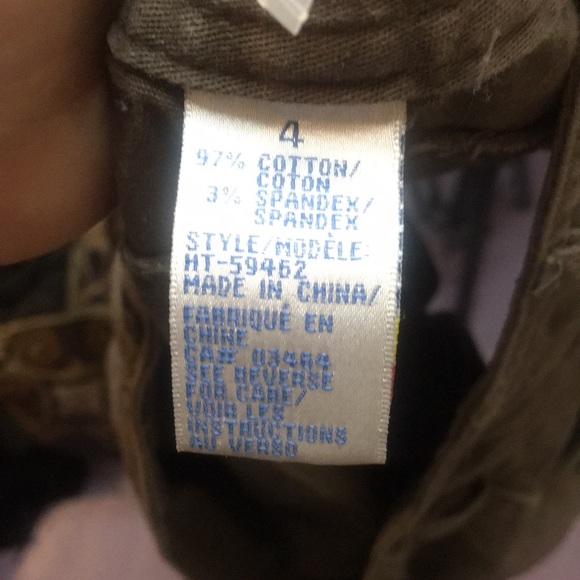 4
97% COTTON/
COTON
3% SPANDEX/
SPANDEX
STYLE/MODÈLE:
HT-59462
MADE IN CHINA/
FABRIQUÉ EN
CHINE
CA# 03484
SEE REVERSE
FOR CARE/
VOIR LES
INSTRUCTIONS
AU VERSO